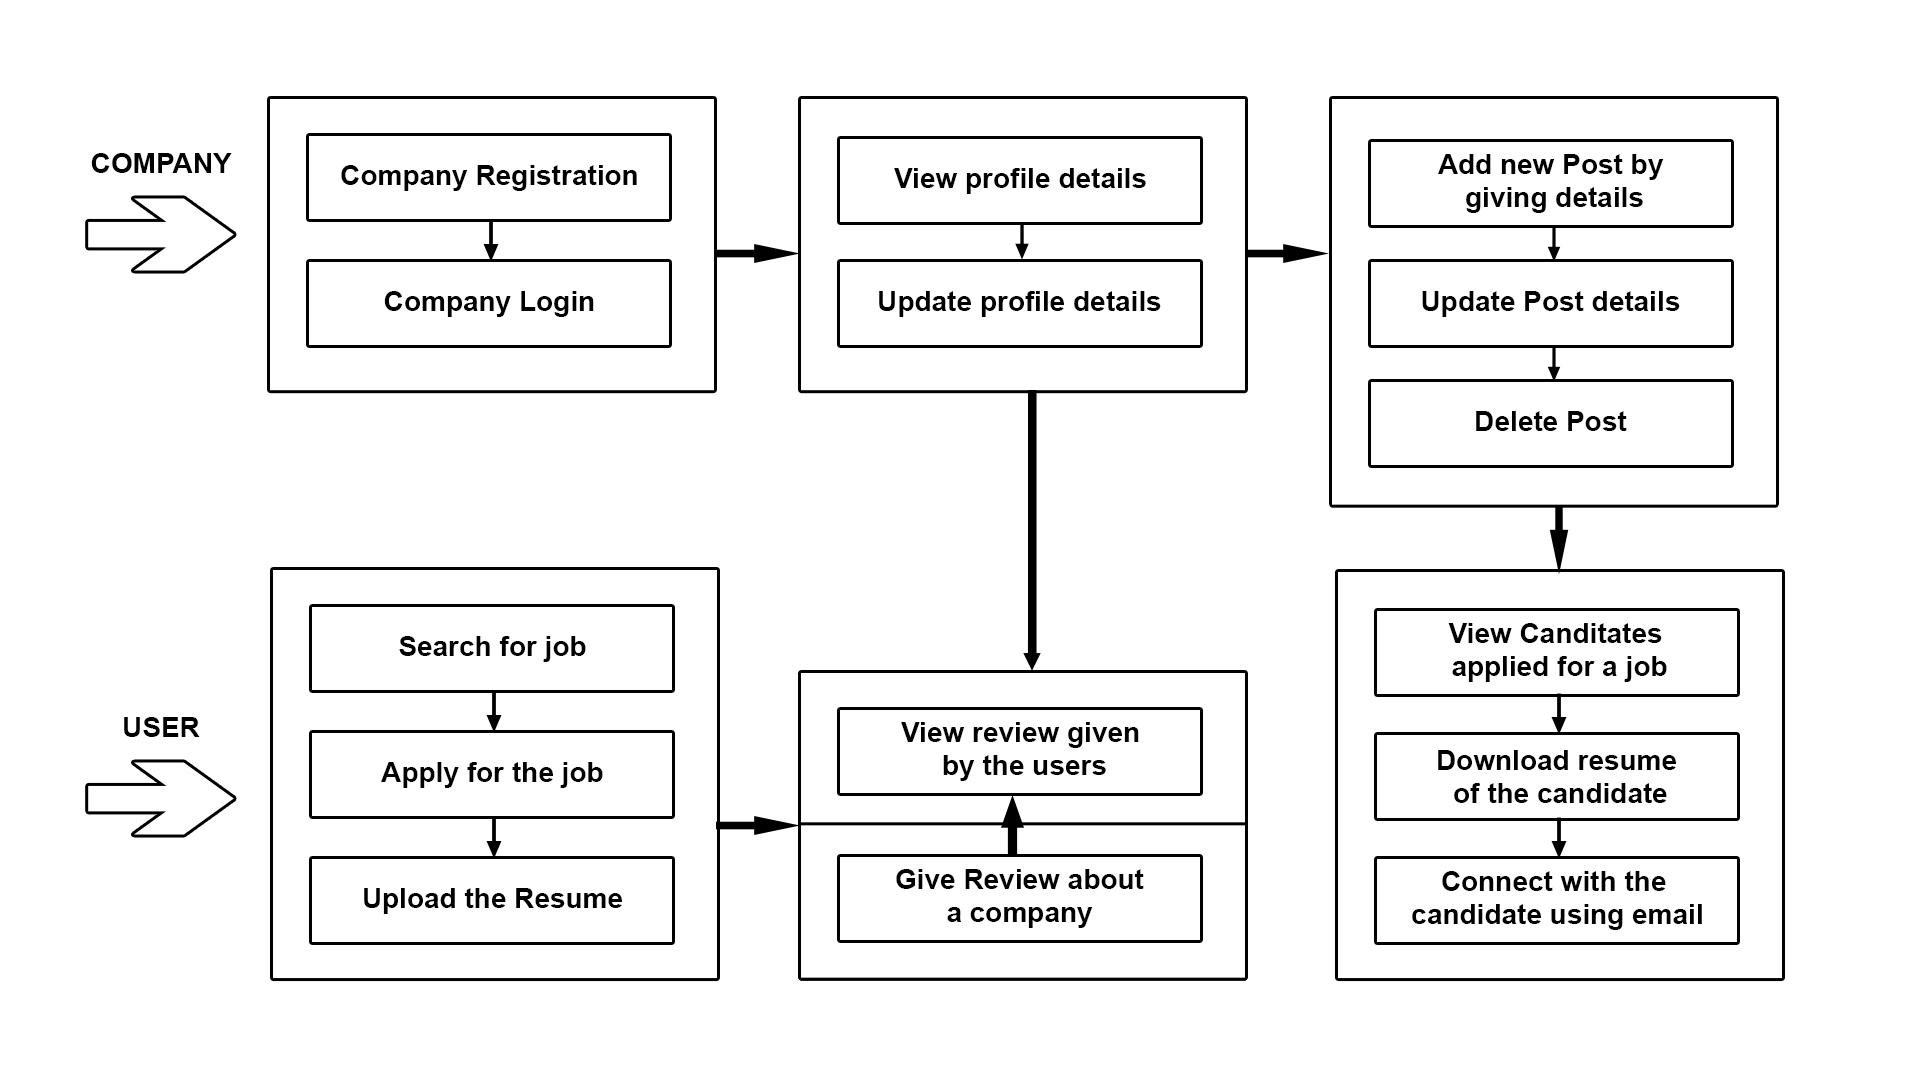 COMPANY
Company Registration
Company Login
View profile details
Update profile details
Add new Post by
giving details
Update Post details
Delete Post
USER
Search for job
Apply for the job
Upload the Resume
View review given
by the users
Give Review about
a company
View Canditates
applied for a job
Download resume
of the candidate
Connect with the
candidate using email